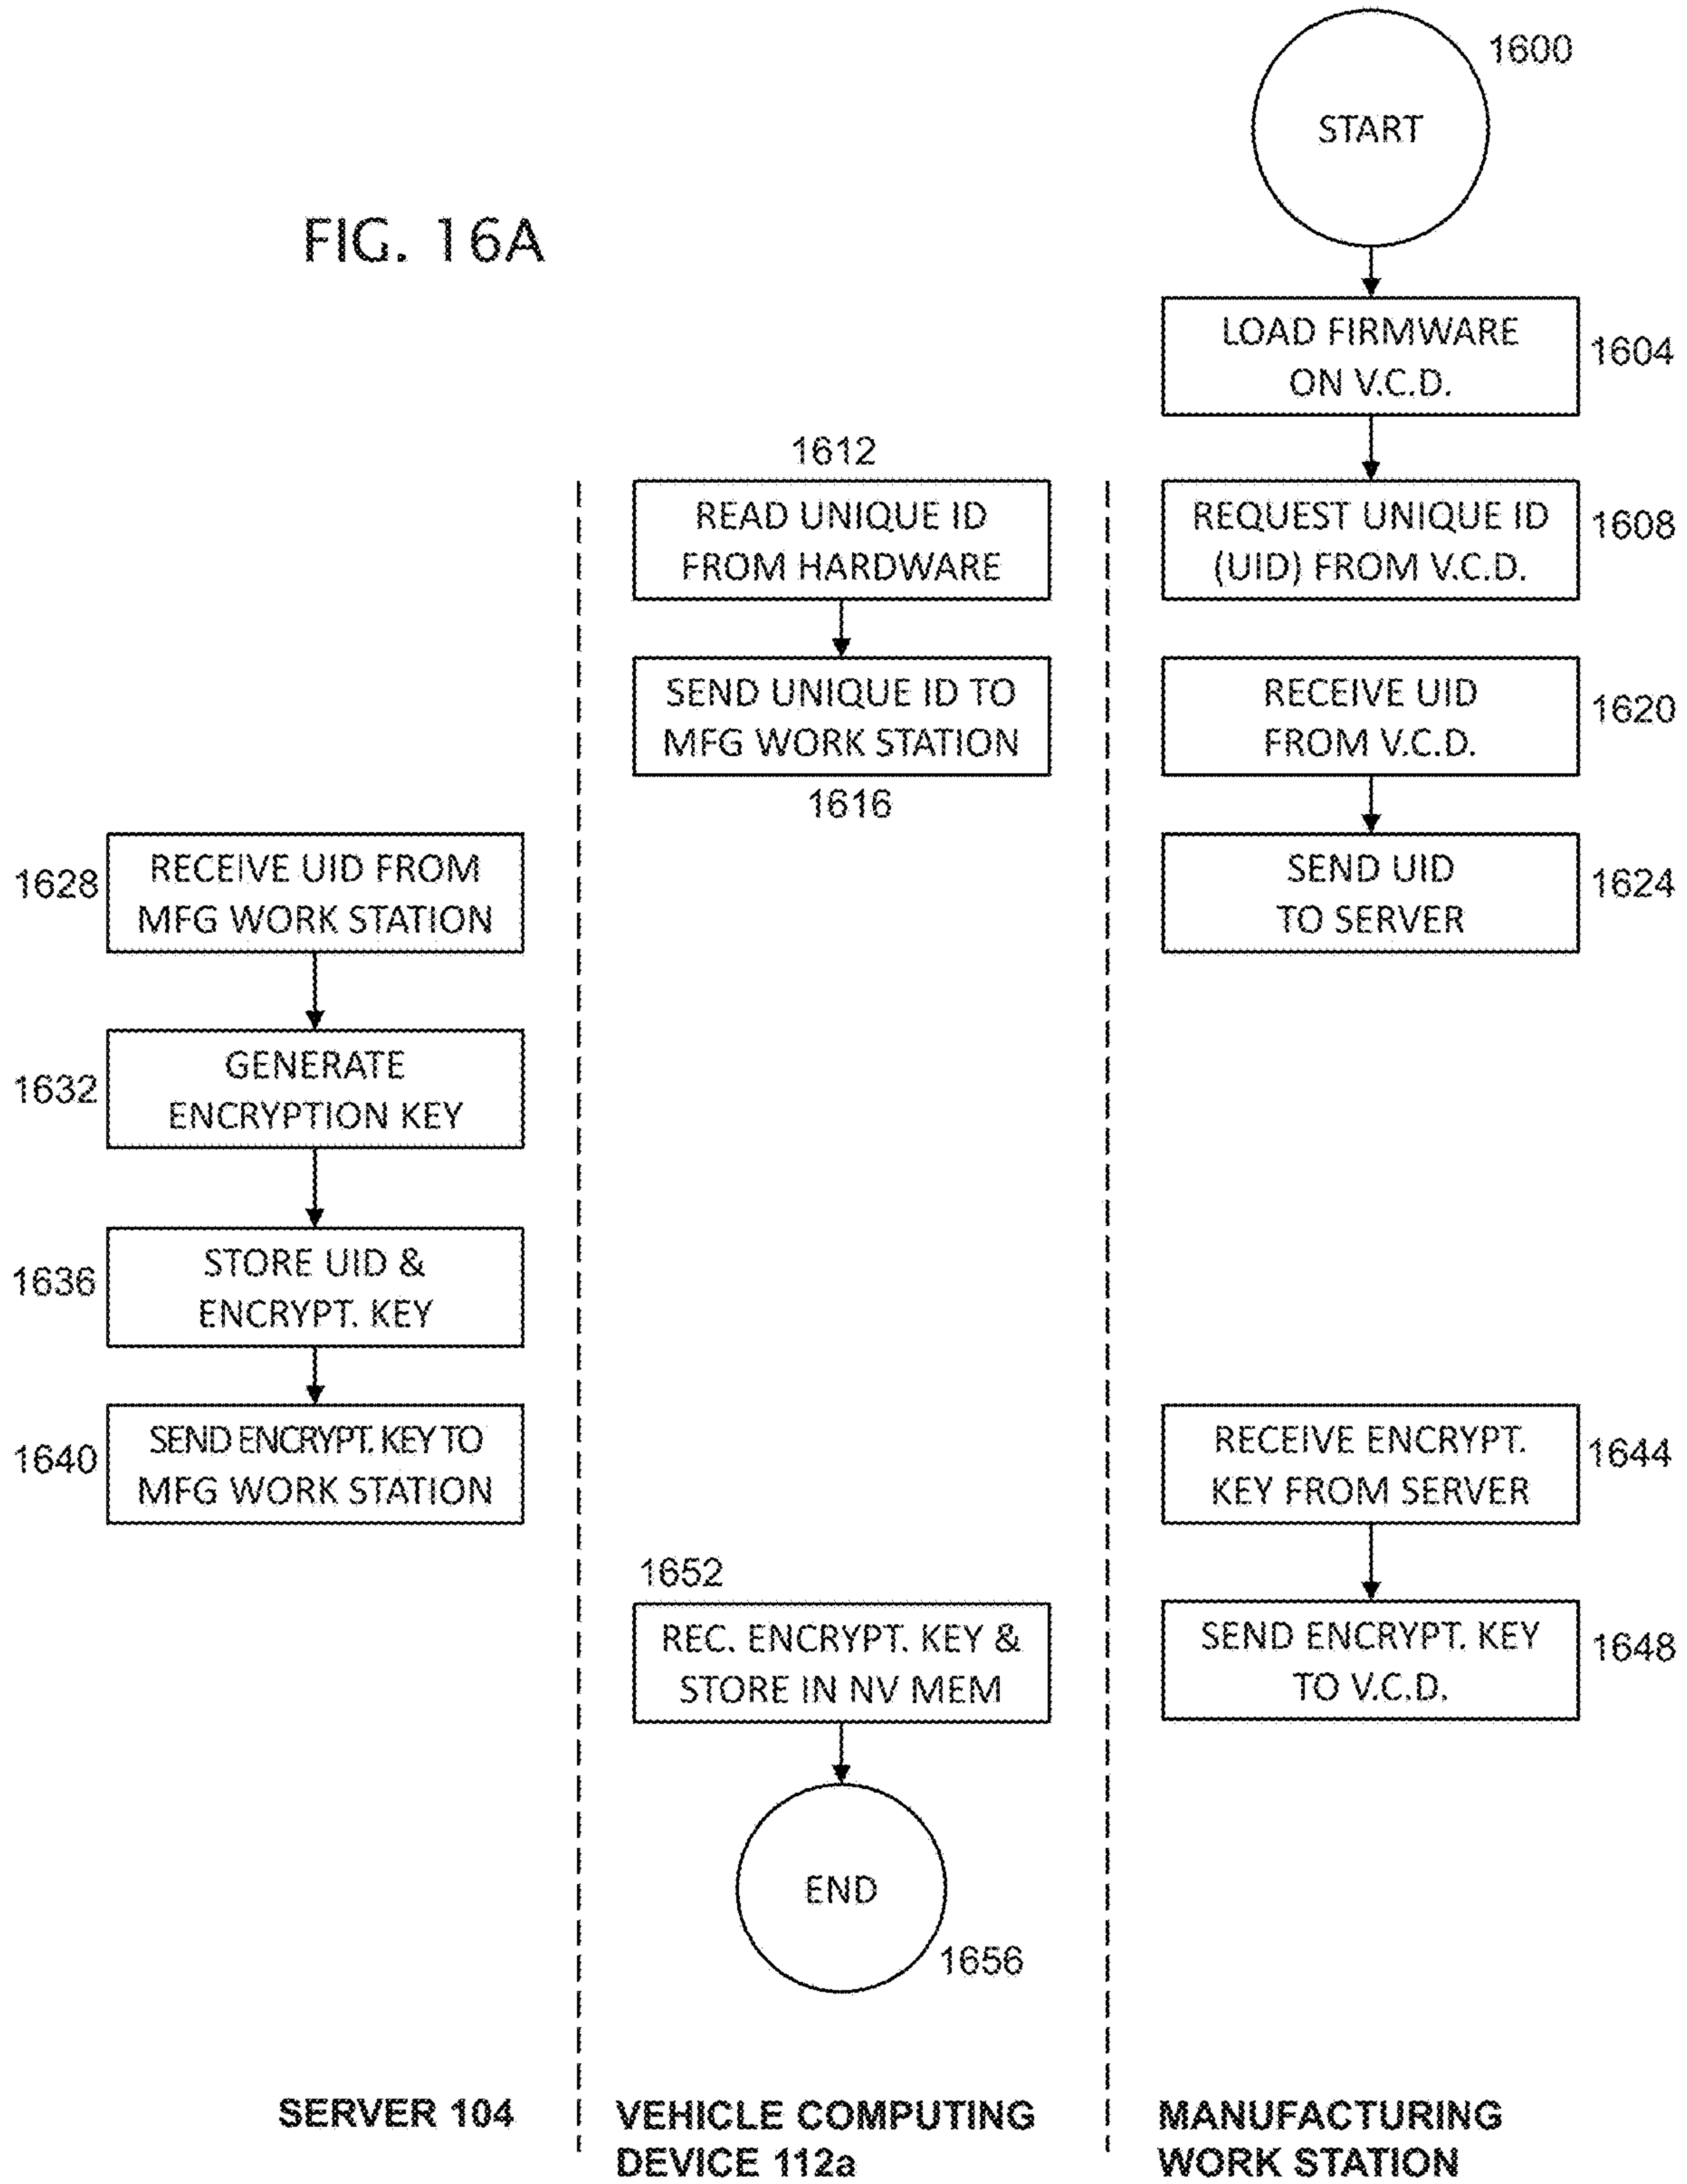 1600
START
FIG. 16A
LOAD FIRMWARE
ON V.C.D.
1604
1612
READ UNIQUE ID
FROM HARDWARE
REQUEST UNIQUE ID
(UID) FROM V.C.D.
1608
SEND UNIQUE ID TO
MFG WORK STATION
1616
RECEIVE UID
FROM V.C.D.
1620
1628
RECEIVE UID FROM
MFG WORK STATION
SEND UID
TO SERVER
1624
1632
GENERATE
ENCRYPTION KEY
1636
STORE UID &
ENCRYPT. KEY
1640
SEND ENCRYPT. KEY TO
MFG WORK STATION
RECEIVE ENCRYPT.
KEY FROM SERVER
1644
1652
REC. ENCRYPT. KEY &
STORE IN NV MEM
SEND ENCRYPT. KEY
TO V.C.D.
1648
END
1656
SERVER 104
VEHICLE COMPUTING
DEVICE 112a
MANUFACTURING
WORK STATION